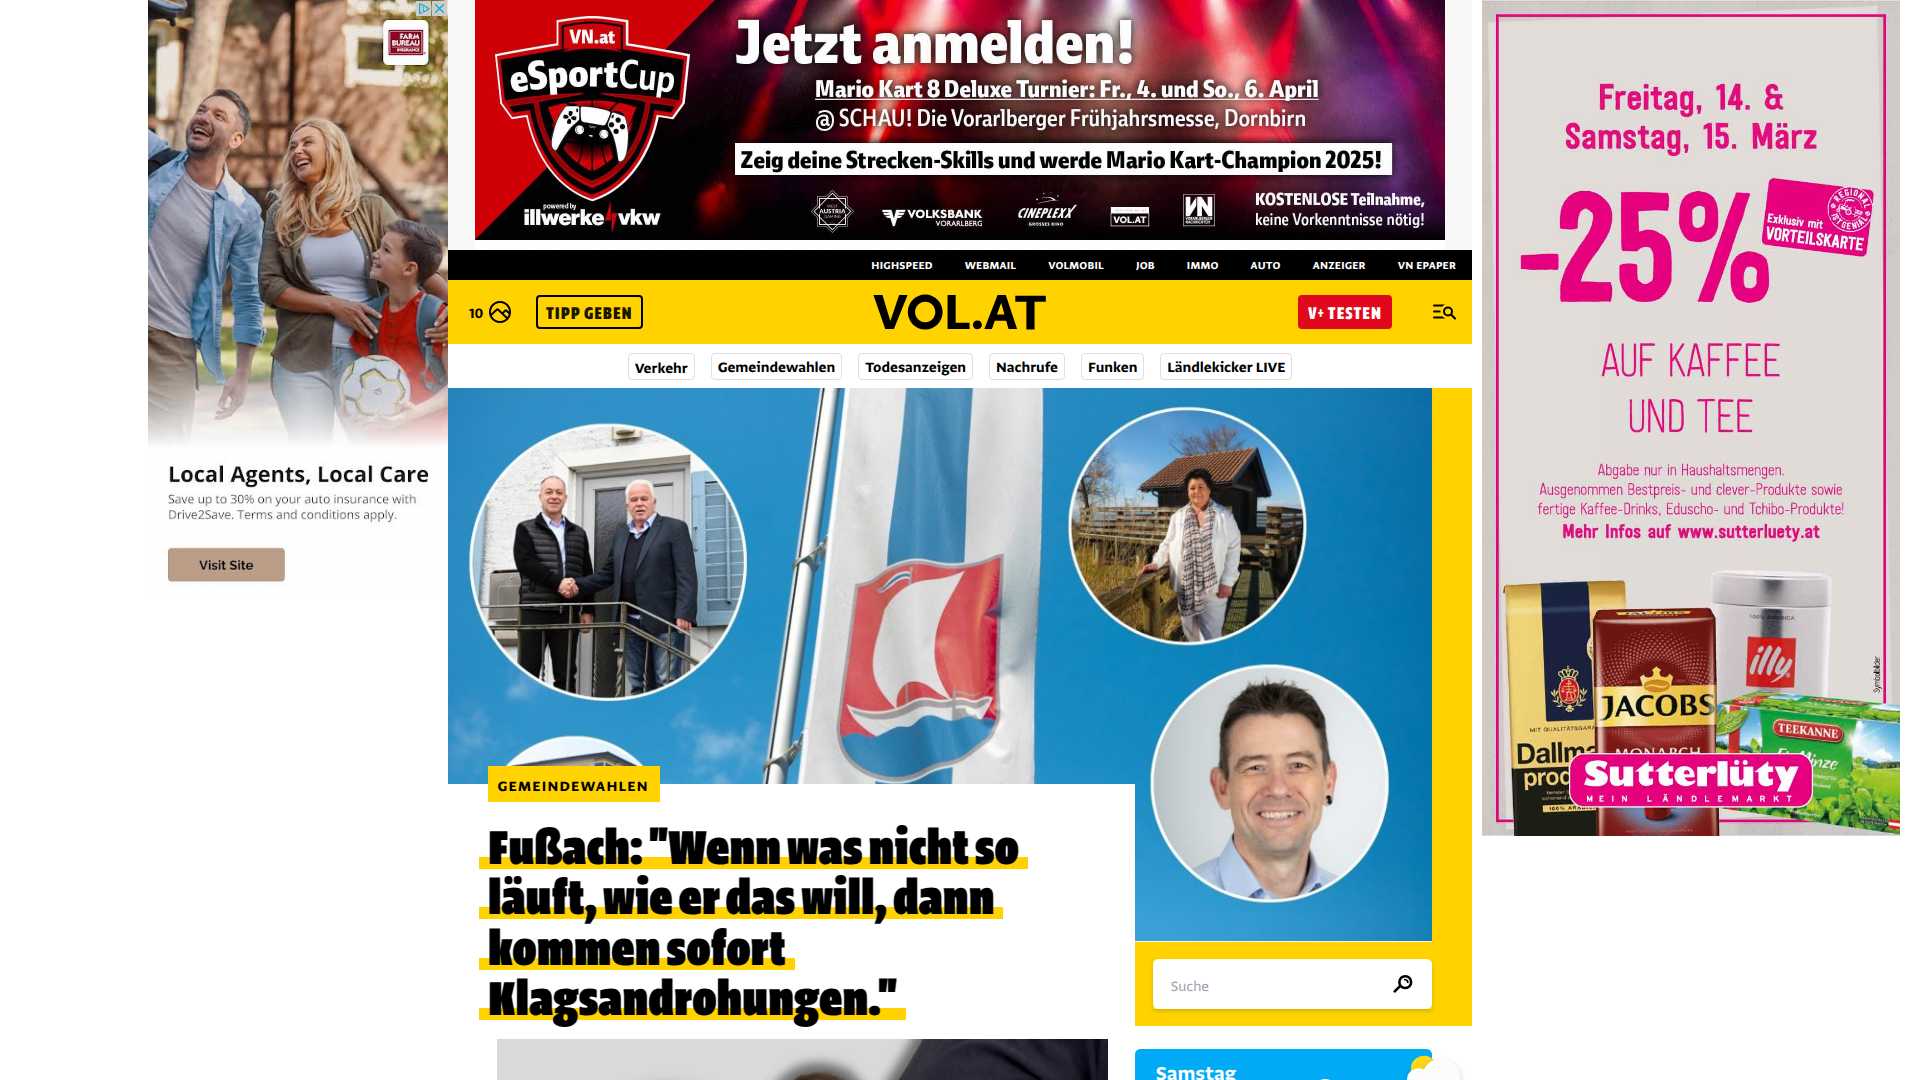 FARM
BUREAU
INSURANCE
Local Agents, Local Care
Save up to 30% on your auto insurance with
Drive2Save. Terms and conditions apply.
Visit Site
VN.at
eSportCup
powered by
illwerke vkw
Jetzt anmelden!
Mario Kart 8 Deluxe Turnier: Fr., 4. und So., 6. April
@ SCHAU! Die Vorarlberger Frühjahrsmesse, Dornbirn
Zeig deine Strecken-Skills und werde Mario Kart-Champion 2025!
AUSTRIA
VOLKSBANK
VORARLBERG
CINEPLEXX
VOL.AT
VN
KOSTENLOSE Teilnahme,
keine Vorkenntnisse nötig!
HIGHSPEED WEBMAIL VOLMOBIL JOB IMMO AUTO ANZEIGER VN EPAPER
10 TIPP GEBEN VOL.AT V+ TESTEN
Verkehr Gemeindewahlen Todesanzeigen Nachrufe Funken Ländlekicker LIVE
GEMEINDEWAHLEN
Fußach: "Wenn was nicht so
läuft, wie er das will, dann
kommen sofort
Klagsandrohungen."
Suche
Samstag
Freitag, 14. &
Samstag, 15. März
-25%
REGIONAL
IST GENIAL
Exklusiv mit
VORTEILSKARTE
AUF KAFFEE
UND TEE
Abgabe nur in Haushaltsmengen.
Ausgenommen Bestpreis- und clever-Produkte sowie
fertige Kaffee-Drinks, Eduscho- und Tchibo-Produkte!
Mehr Infos auf www.sutterluety.at
100% ARABICA
illy
Symbolbilder
JACOBS
MONARCH
TEEKANNE
Sutterlüty
MEIN LÄNDLEMARKT